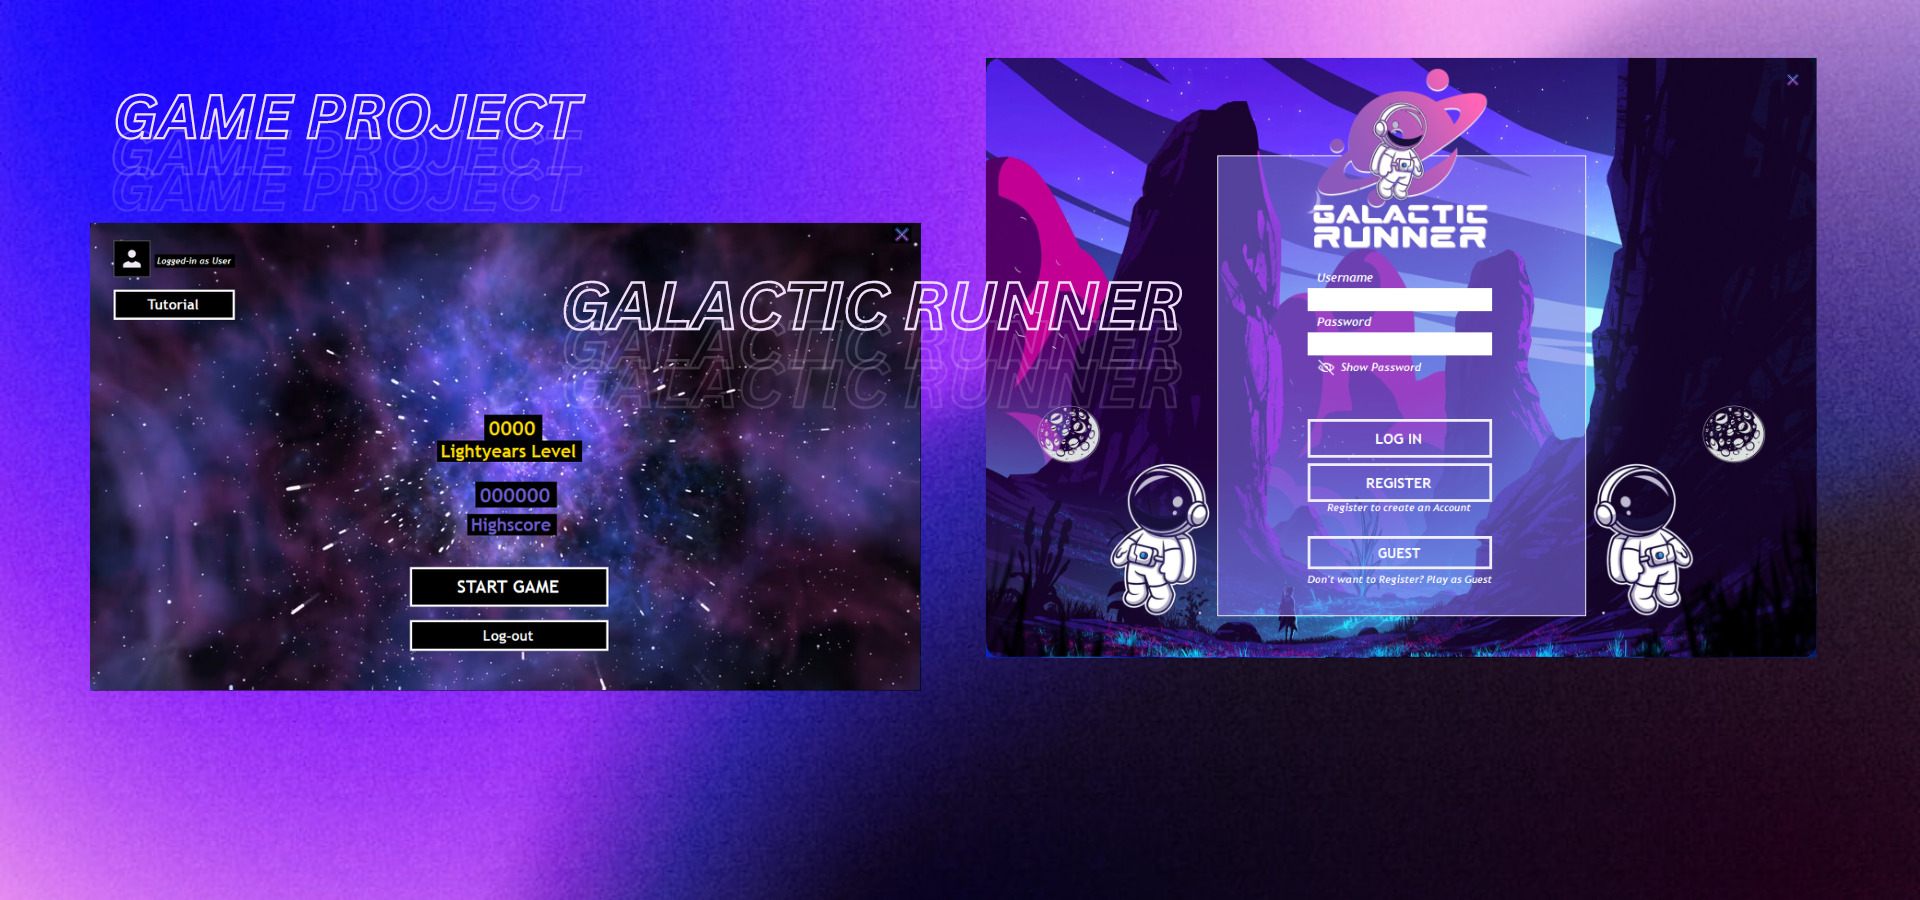 GAME PROJECT
GAME PROJECT
GAME PROJECT
Logged-in as User
Tutorial
GALACTIC RUNNER
GALACTIC RUNNER
GALACTIC RUNNER
0000
Lightyears Level
000000
Highscore
START GAME
Log-out
GALACTIC
RUNNER
Username
Password
Show Password
LOG IN
REGISTER
Register to create an Account
GUEST
Don't want to Register? Play as Guest